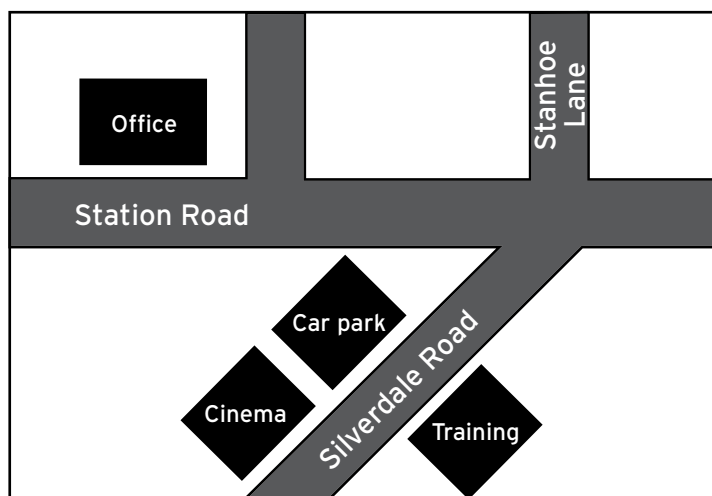 Office
Stanhoe
Lane
Station Road
Car park
Silverdale Road
Cinema
Training